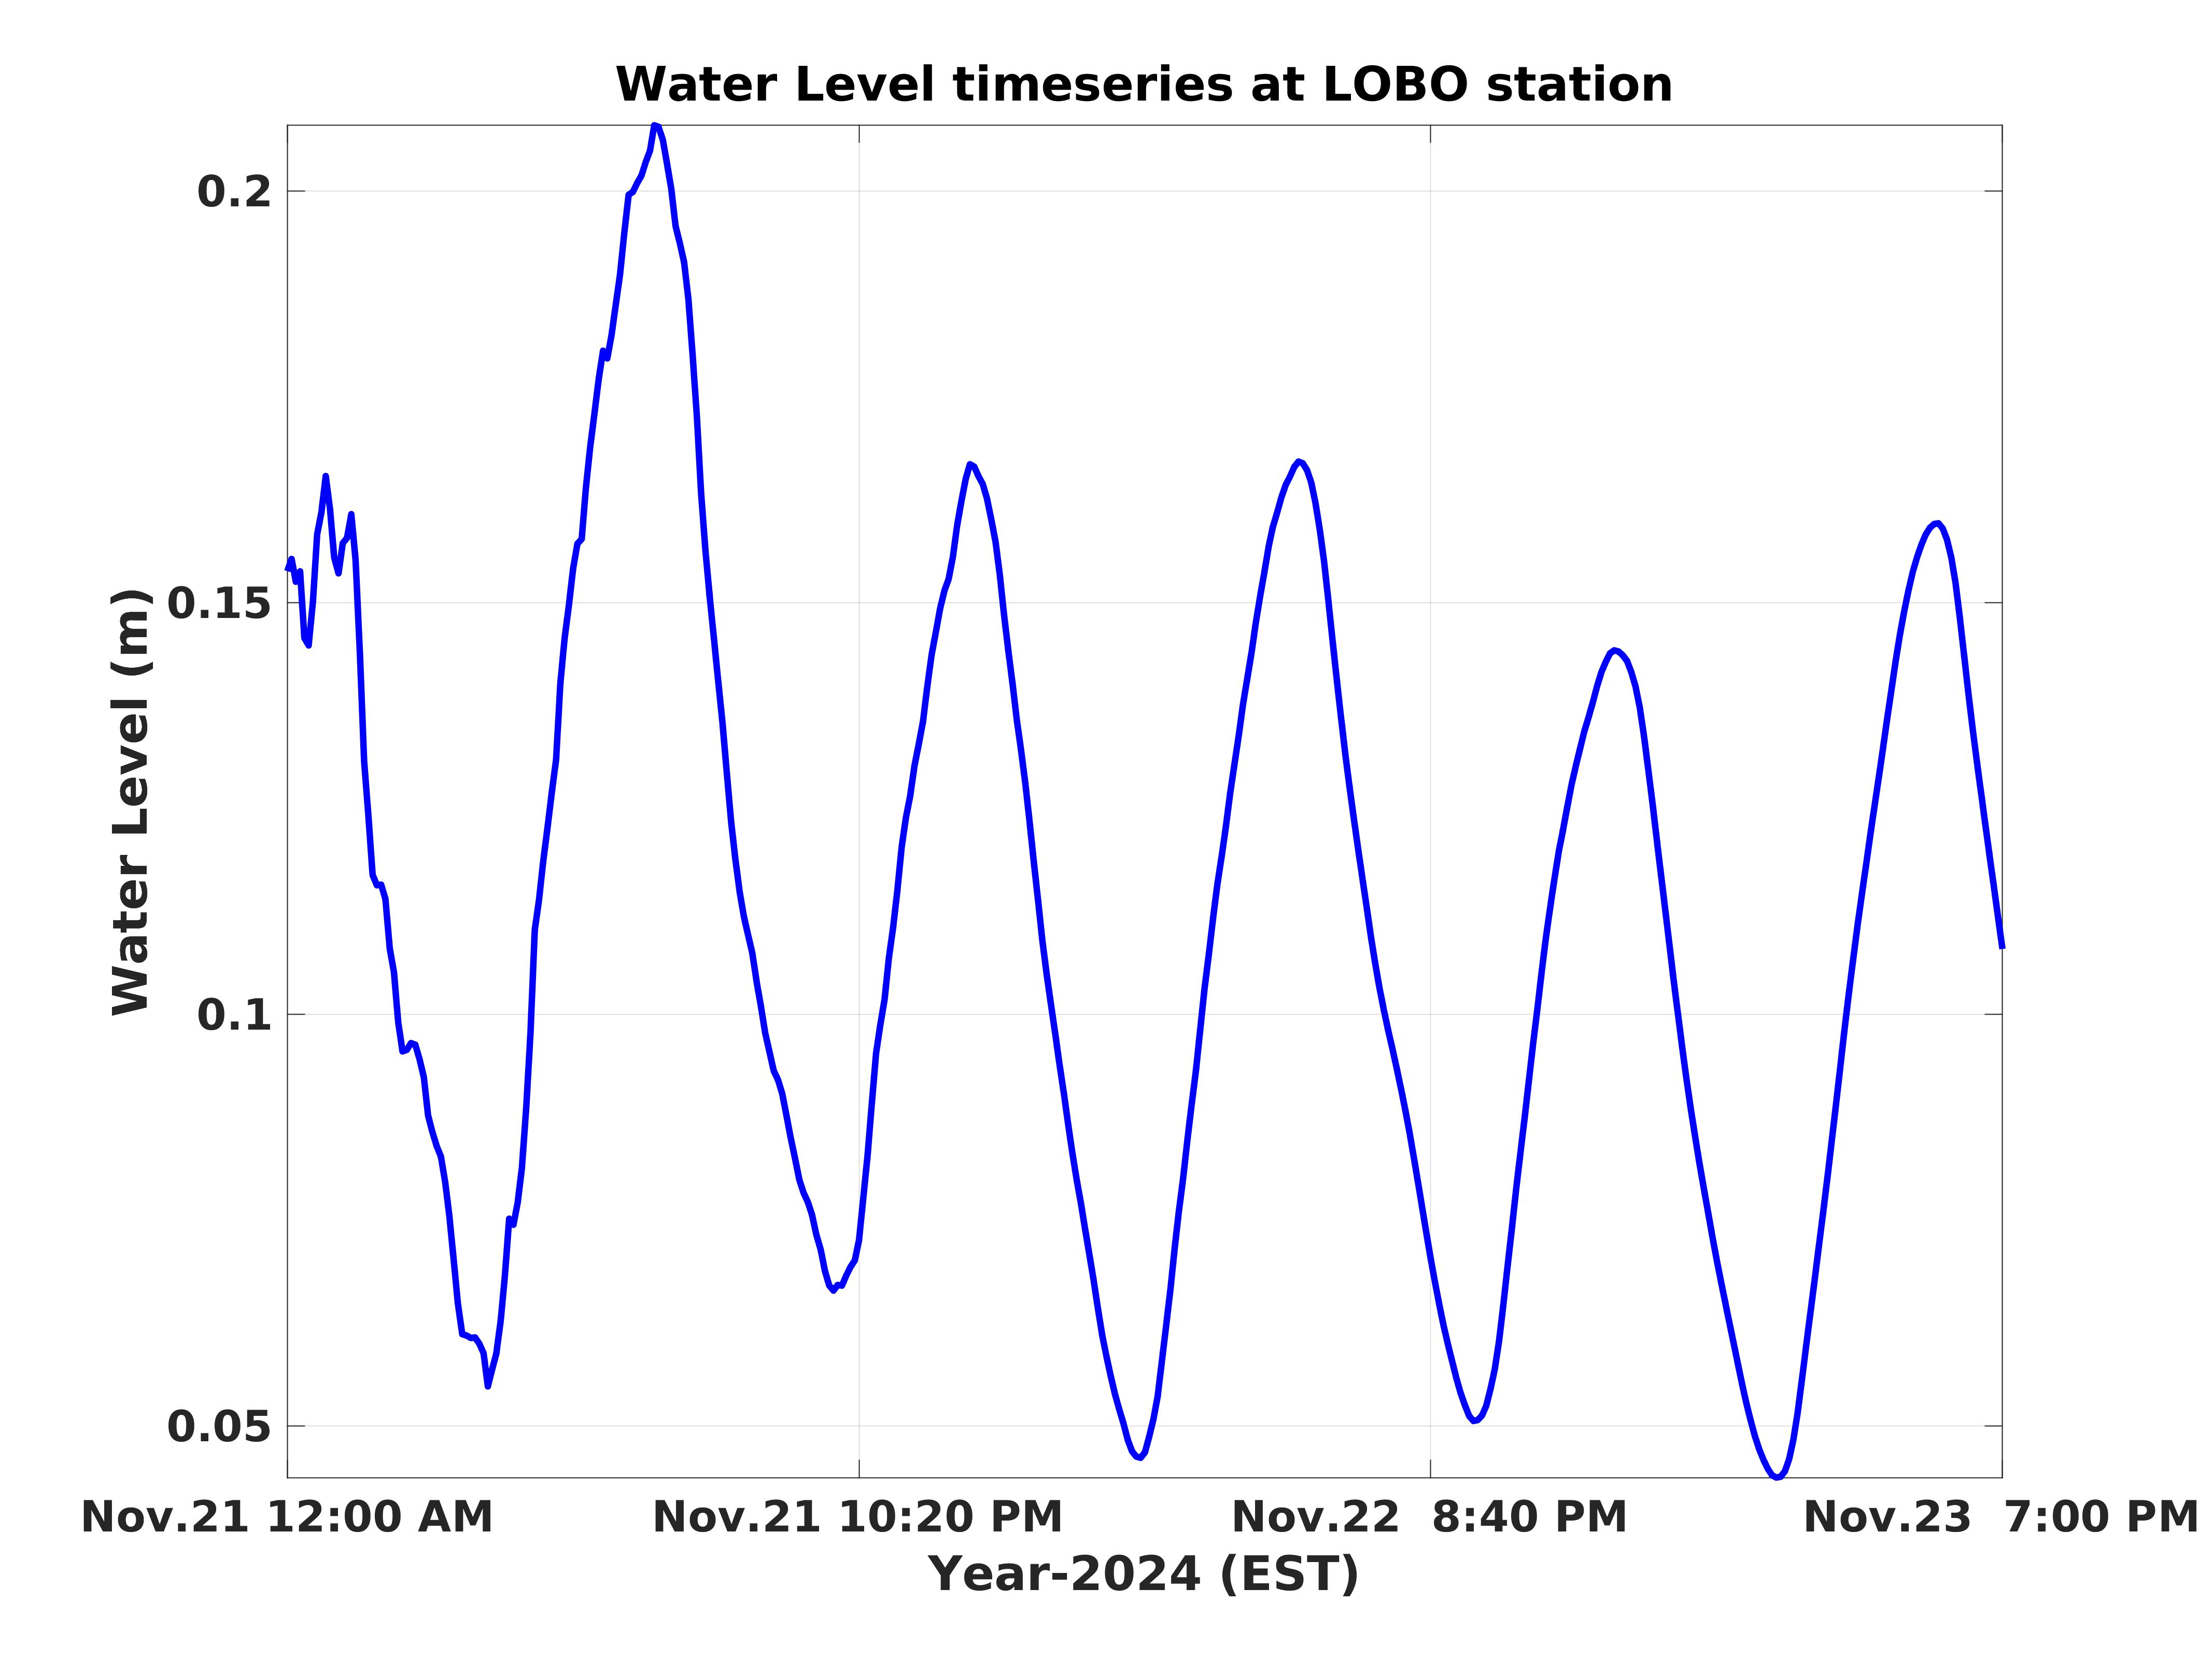 Water Level timeseries at LOBO station
Water Level (m)
0.2
0.15
0.1
0.05
Nov.21 12:00 AM
Nov.21 10:20 PM
Nov.22  8:40 PM
Nov.23  7:00 PM
Year-2024 (EST)